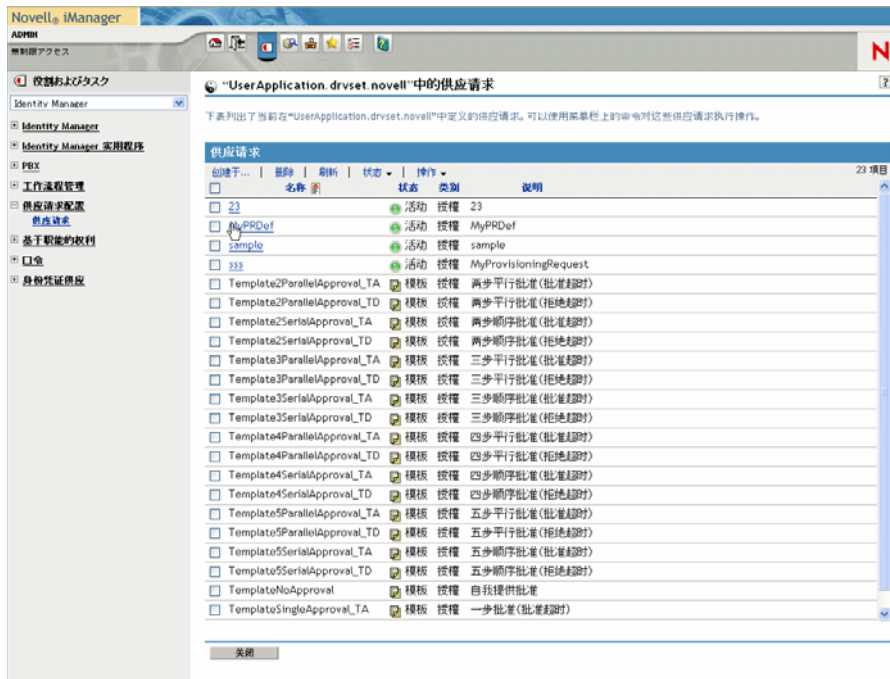 Novell® iManager
ADMIN
無制限アクセス
N
役割およびタスク
Identity Manager
Identity Manager
Identity Manager 实用程序
PBX
工作流程管理
供应请求配置
供应请求
基于职能的权利
口令
身份凭证供应
“UserApplication.drvset.novell”中的供应请求
?
下表列出了当前在“UserApplication.drvset.novell”中定义的供应请求。可以使用菜单栏上的命令对这些供应请求执行操作。
供应请求
创建于... | 删除 | 刷新 | 状态 | 操作 23 项目
名称 状态 类别 说明
23 活动 授权 23
MyPRDef 活动 授权 MyPRDef
sample 活动 授权 sample
sss 活动 授权 MyProvisioningRequest
Template2ParallelApproval_TA 模板 授权 两步平行批准(批准超时)
Template2ParallelApproval_TD 模板 授权 两步平行批准(拒绝超时)
Template2SerialApproval_TA 模板 授权 两步顺序批准(批准超时)
Template2SerialApproval_TD 模板 授权 两步顺序批准(拒绝超时)
Template3ParallelApproval_TA 模板 授权 三步平行批准(批准超时)
Template3ParallelApproval_TD 模板 授权 三步平行批准(拒绝超时)
Template3SerialApproval_TA 模板 授权 三步顺序批准(批准超时)
Template3SerialApproval_TD 模板 授权 三步顺序批准(拒绝超时)
Template4ParallelApproval_TA 模板 授权 四步平行批准(批准超时)
Template4ParallelApproval_TD 模板 授权 四步平行批准(拒绝超时)
Template4SerialApproval_TA 模板 授权 四步顺序批准(批准超时)
Template4SerialApproval_TD 模板 授权 四步顺序批准(拒绝超时)
Template5ParallelApproval_TA 模板 授权 五步平行批准(批准超时)
Template5ParallelApproval_TD 模板 授权 五步平行批准(拒绝超时)
Template5SerialApproval_TA 模板 授权 五步顺序批准(批准超时)
Template5SerialApproval_TD 模板 授权 五步顺序批准(拒绝超时)
TemplateNoApproval 模板 授权 自我提供批准
TemplateSingleApproval_TA 模板 授权 一步批准(批准超时)
关闭